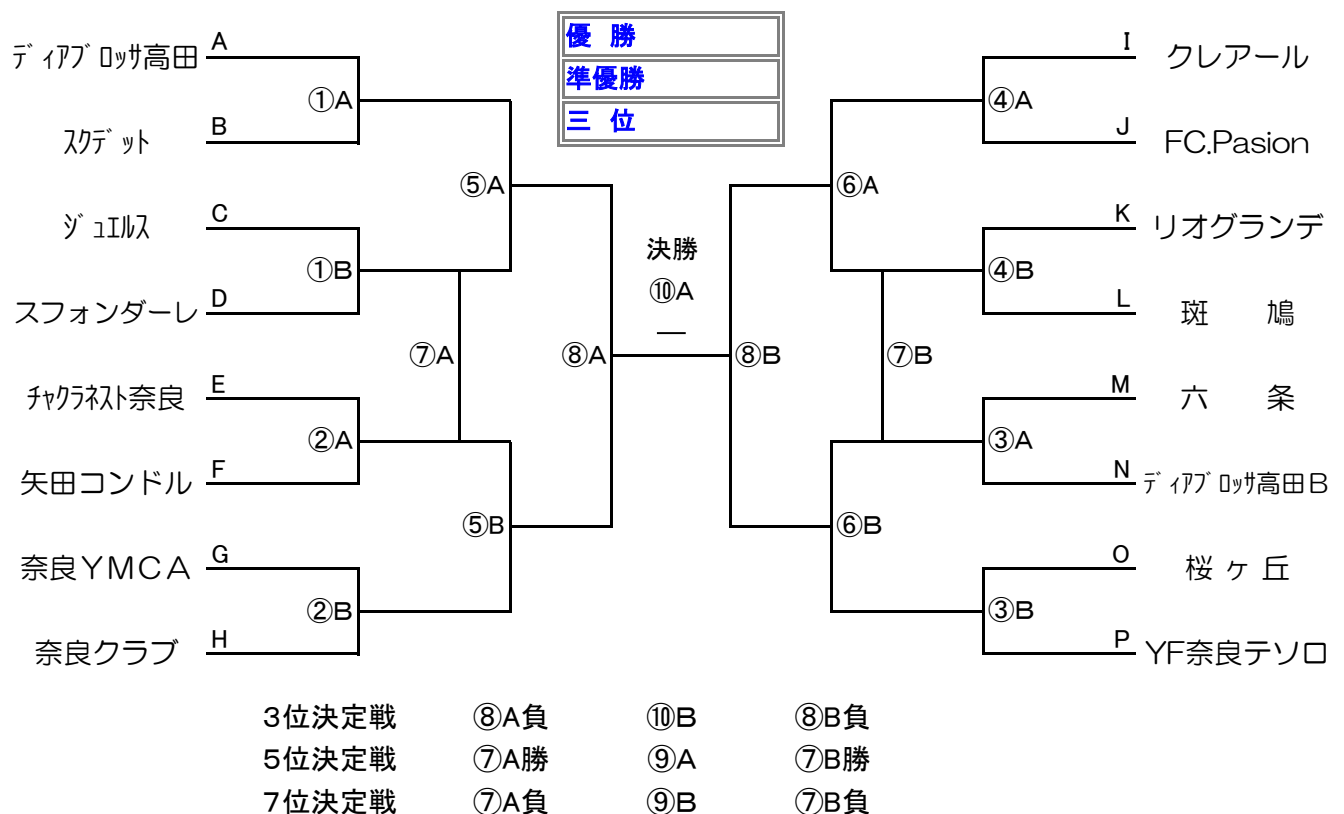 優 勝
準優勝
三 位
ﾃﾞｨｱﾌﾞﾛｯｻ高田 A
①A
ｽｸﾃﾞｯﾄ B
⑤A
ｼﾞｭｴﾙｽ C
①B
スフォンダーレ D
⑦A
⑧A
ﾁｬｸﾗﾈｽﾄ奈良 E
②A
矢田コンドル F
⑤B
奈良YMCA G
②B
奈良クラブ H
決勝
⑩A
―
I クレアール
④A
J FC.Pasion
⑥A
K リオグランデ
④B
L 斑 鳩
⑧B
⑦B
M 六 条
③A
N ﾃﾞｨｱﾌﾞﾛｯｻ高田B
⑥B
O 桜ヶ丘
③B
P YF奈良テソロ
3位決定戦 ⑧A負 ⑩B ⑧B負
5位決定戦 ⑦A勝 ⑨A ⑦B勝
7位決定戦 ⑦A負 ⑨B ⑦B負